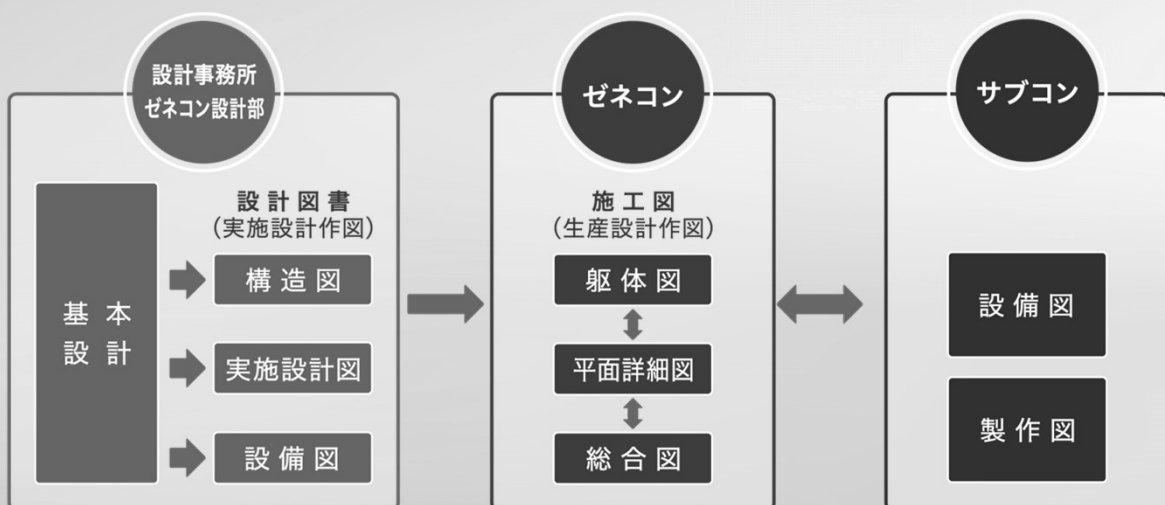 設計事務所
ゼネコン設計部
基本
設計
設計図書
(実施設計作図)
構造図
実施設計図
設備図
ゼネコン
施工図
(生産設計作図)
躯体図
平面詳細図
総合図
サブコン
設備図
製作図